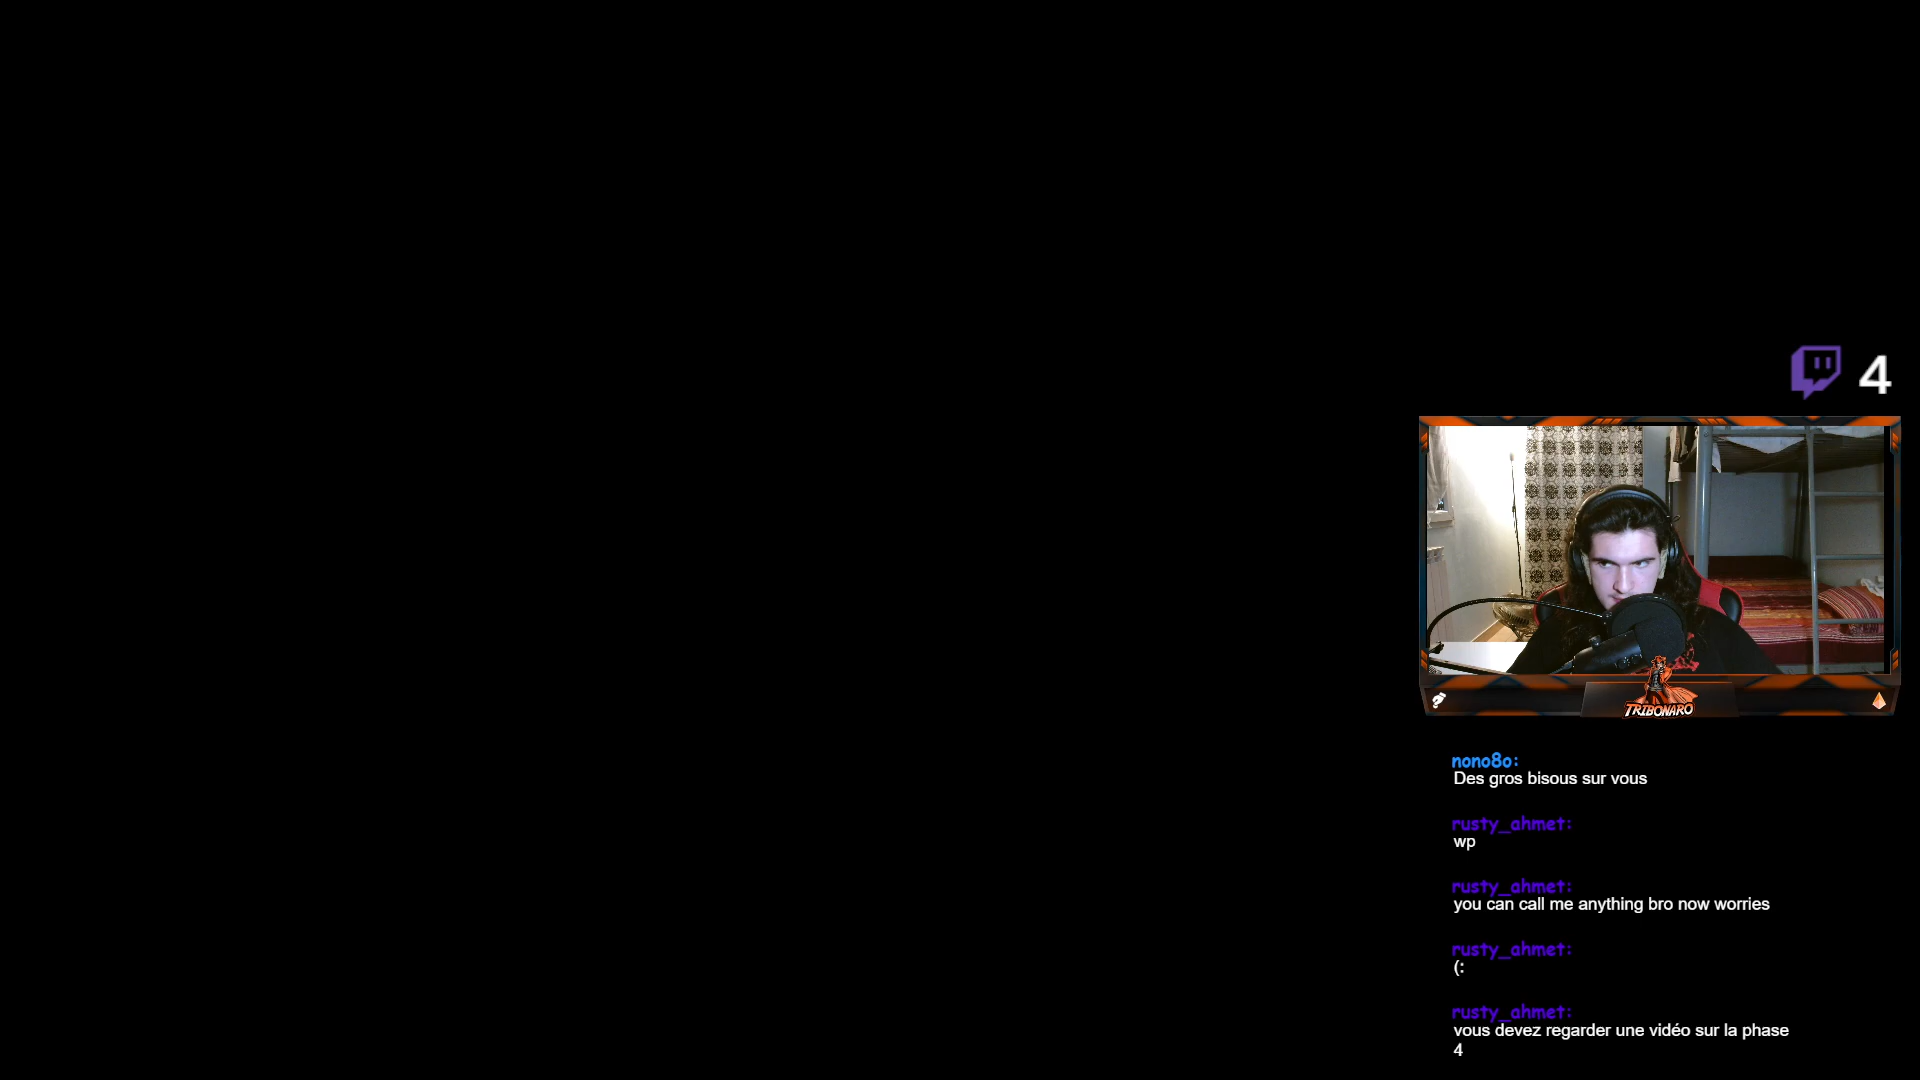 4
TRIBONARO
nono8o:
Des gros bisous sur vous
rusty_ahmet:
wp
rusty_ahmet:
you can call me anything bro now worries
rusty_ahmet:
(:
rusty_ahmet:
vous devez regarder une vidéo sur la phase
4